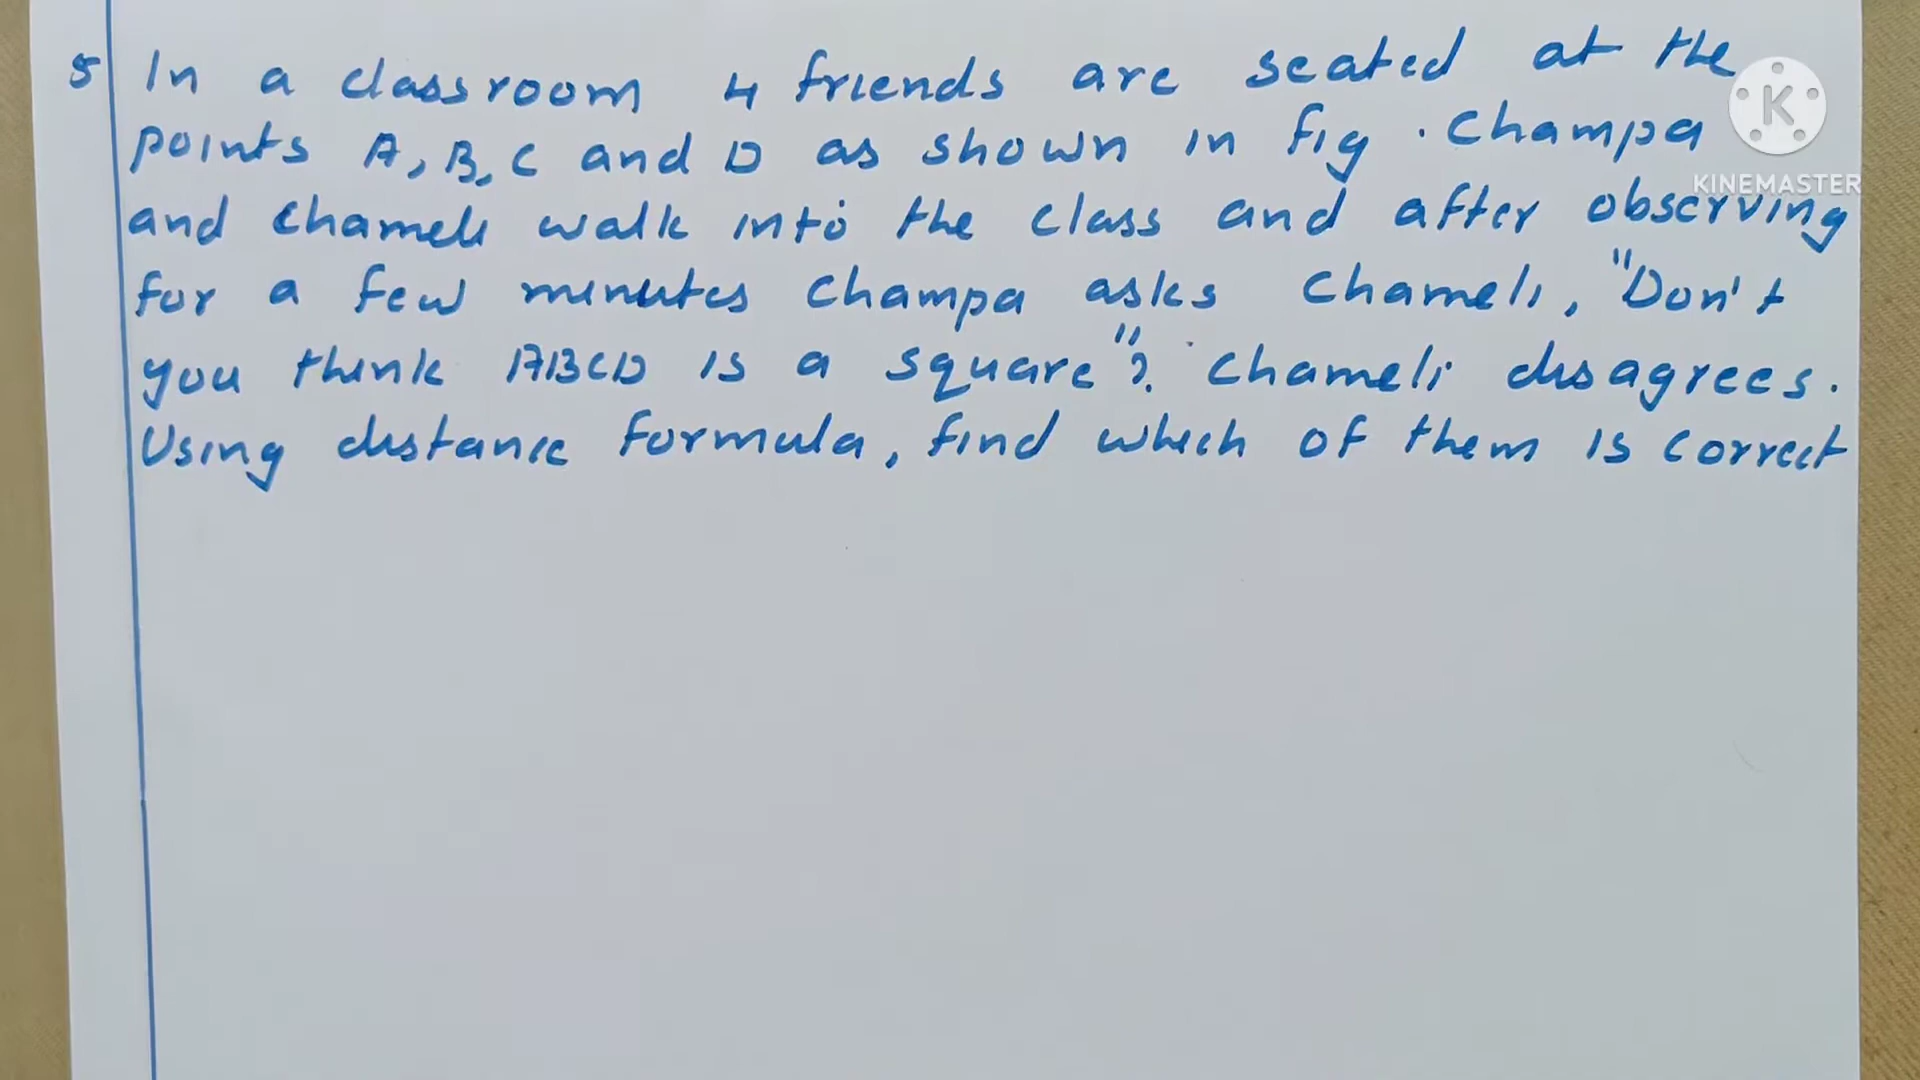 5 In a classroom 4 friends are seated at the
points A, B, C and D as shown in fig. Champa
KINEMASTER
and Chameli walk into the class and after observing
for a few minutes Champa asks Chameli, "Don't
you think ABCD is a square"? Chameli disagrees.
Using distance formula, find which of them is correct